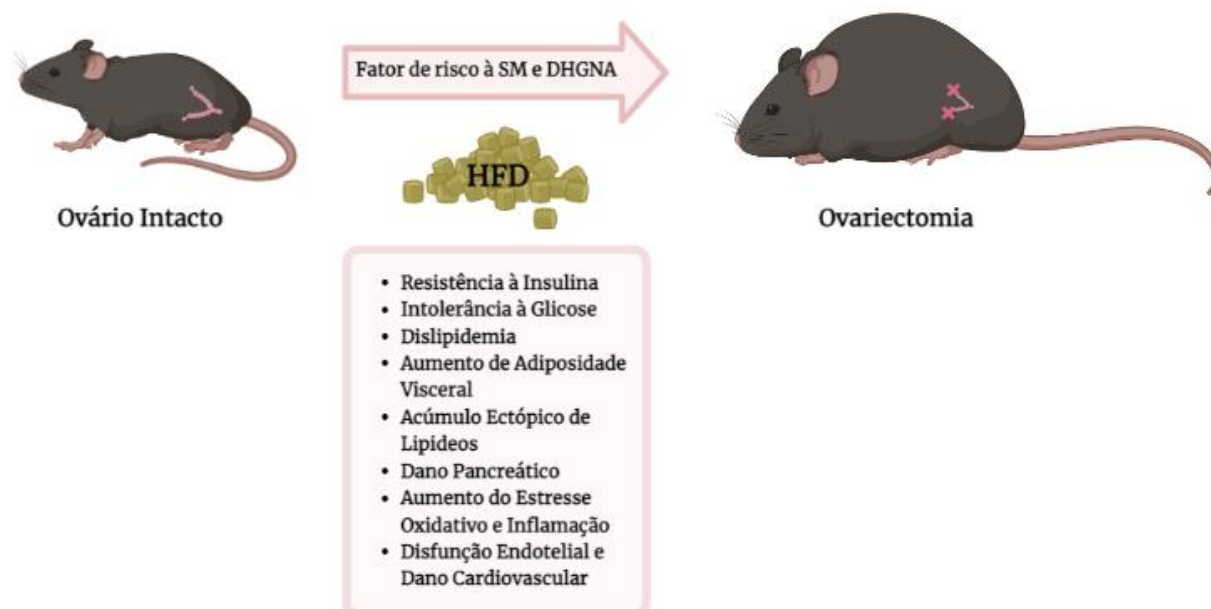 Fator de risco à SM e DHGNA
HFD
Ovário Intacto
Ovariectomia
• Resistência à Insulina
• Intolerância à Glicose
• Dislipidemia
• Aumento de Adiposidade
Visceral
• Acúmulo Ectópico de
Lipideos
• Dano Pancreático
• Aumento do Estresse
Oxidativo e Inflamação
• Disfunção Endotelial e
Dano Cardiovascular